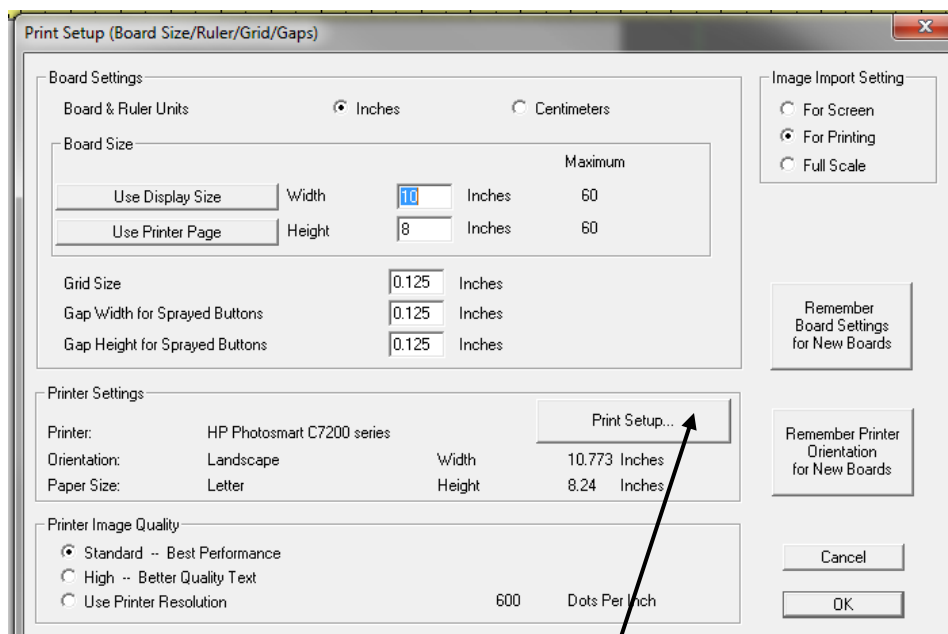 Print Setup (Board Size/Ruler/Grid/Gaps)
Board Settings
Board & Ruler Units Inches Centimeters
Board Size
Maximum
Use Display Size Width 10 Inches 60
Use Printer Page Height 8 Inches 60
Grid Size 0.125 Inches
Gap Width for Sprayed Buttons 0.125 Inches
Gap Height for Sprayed Buttons 0.125 Inches
Image Import Setting
For Screen
For Printing
Full Scale
Remember
Board Settings
for New Boards
Printer Settings
Print Setup...
Printer: HP Photosmart C7200 series
Orientation: Landscape Width 10.773 Inches
Paper Size: Letter Height 8.24 Inches
Remember Printer
Orientation
for New Boards
Printer Image Quality
Standard -- Best Performance
High -- Better Quality Text
Use Printer Resolution 600 Dots Per Inch
Cancel
OK